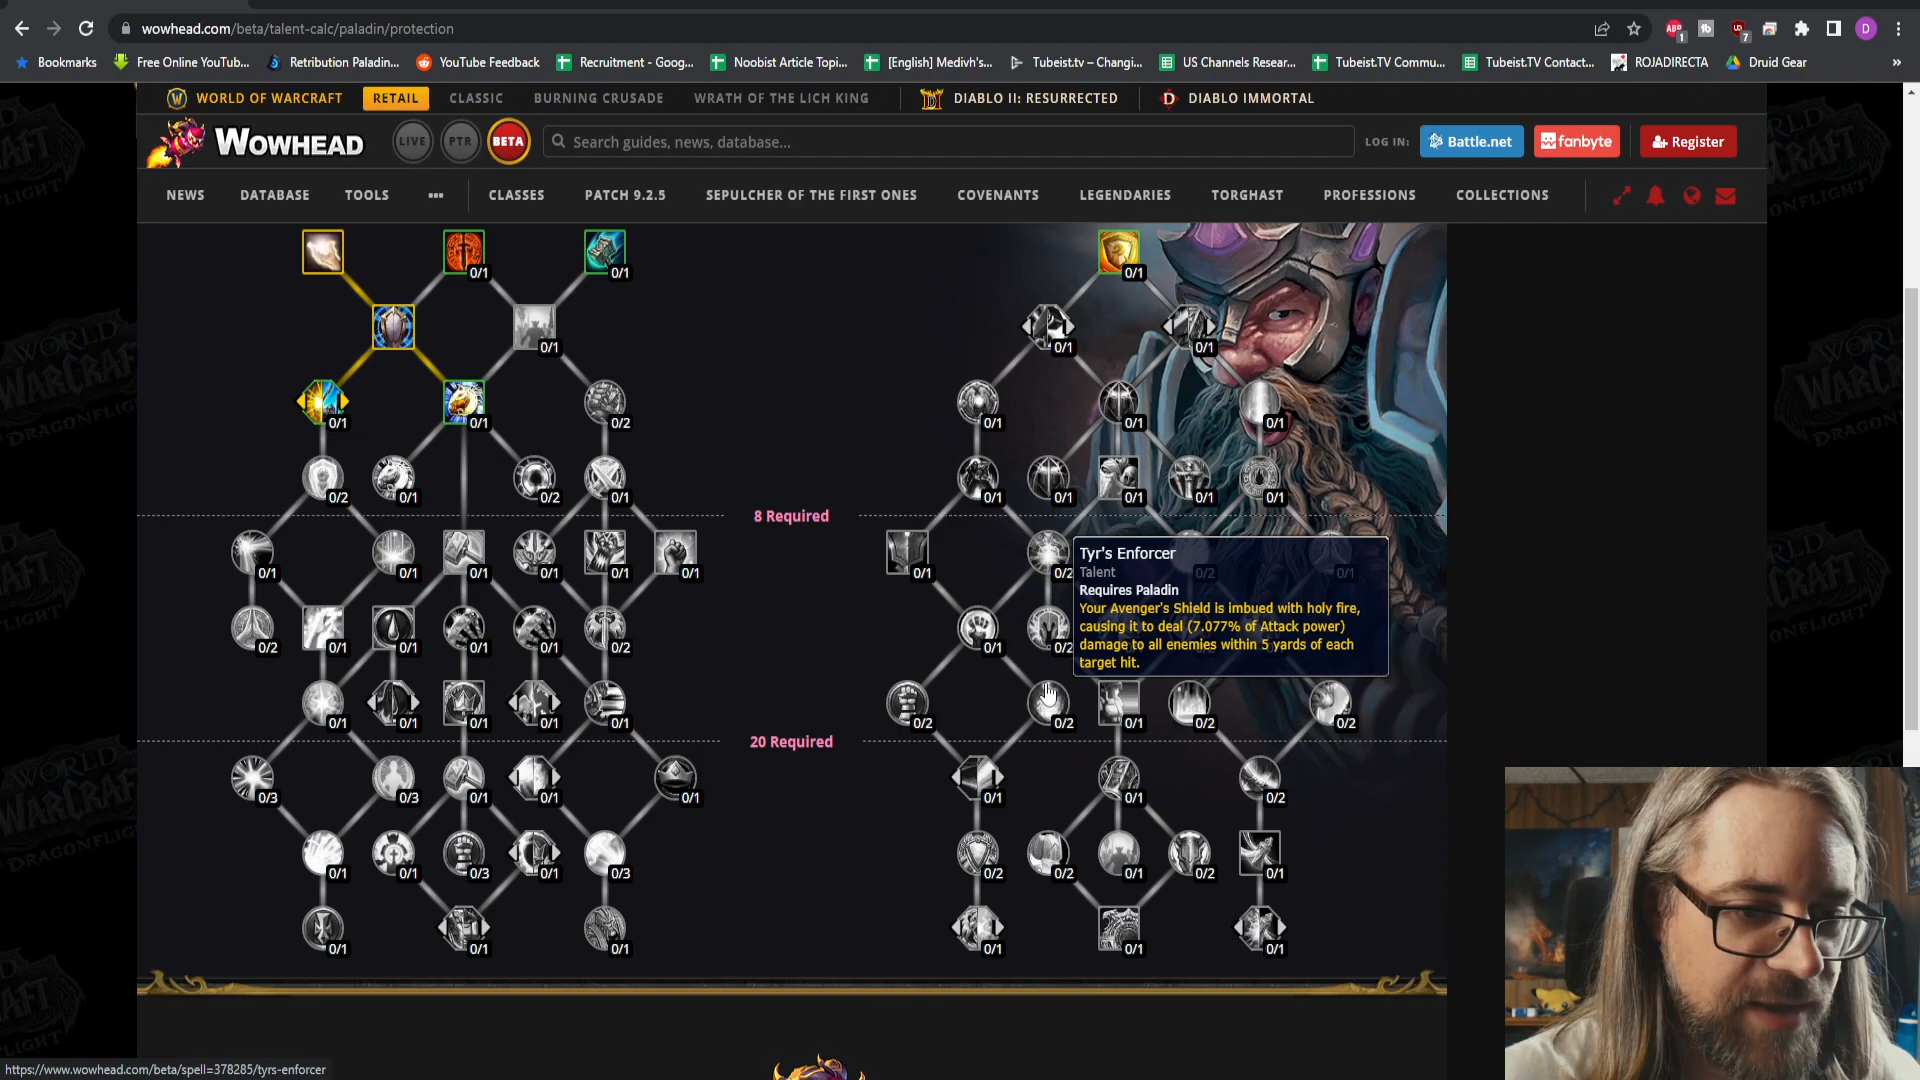 wowhead.com/beta/talent-calc/paladin/protection
Bookmarks
Free Online YouTub...
Retribution Paladin...
YouTube Feedback
Recruitment - Goog...
Noobist Article Topi...
[English] Medivh's...
Tubeist.tv – Changi...
US Channels Resear...
Tubeist.TV Commu...
Tubeist.TV Contact...
ROJADIRECTA
Druid Gear
WORLD OF WARCRAFT
RETAIL
CLASSIC
BURNING CRUSADE
WRATH OF THE LICH KING
DIABLO II: RESURRECTED
DIABLO IMMORTAL
WOWHEAD
LIVE
PTR
BETA
Search guides, news, database...
LOG IN:
Battle.net
fanbyte
Register
NEWS
DATABASE
TOOLS
CLASSES
PATCH 9.2.5
SEPULCHER OF THE FIRST ONES
COVENANTS
LEGENDARIES
TORGHAST
PROFESSIONS
COLLECTIONS
0/1 0/1 0/1
0/1 0/1 0/1
0/1 0/1 0/2 0/1 0/1 0/1
0/2 0/1 0/2 0/1 0/1 0/1 0/1 0/1 0/1
8 Required
0/1 0/1 0/1 0/1 0/1 0/1 0/1 0/2 0/2 0/1
Tyr's Enforcer
Talent
Requires Paladin
Your Avenger's Shield is imbued with holy fire,
causing it to deal (7.077% of Attack power)
damage to all enemies within 5 yards of each
target hit.
0/2 0/1 0/1 0/1 0/1 0/2 0/1 0/2
0/1 0/1 0/1 0/1 0/1 0/2 0/2 0/1 0/2 0/2
20 Required
0/3 0/3 0/1 0/1 0/1 0/1 0/1 0/2
0/1 0/1 0/3 0/1 0/3 0/2 0/2 0/1 0/2 0/1
0/1 0/1 0/1 0/1 0/1 0/1
https://www.wowhead.com/beta/spell=378285/tyrs-enforcer